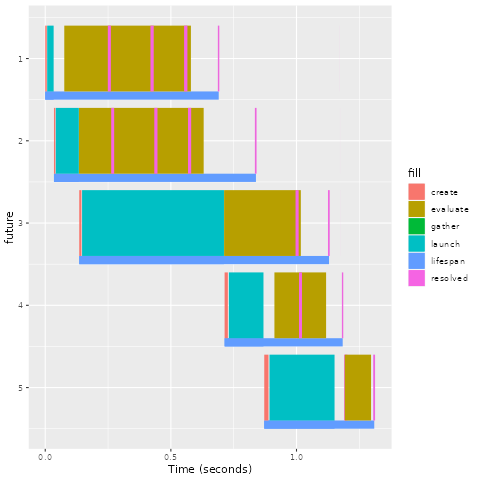 1
2
3
4
5
future
0.0 0.5 1.0
Time (seconds)
fill
create
evaluate
gather
launch
lifespan
resolved